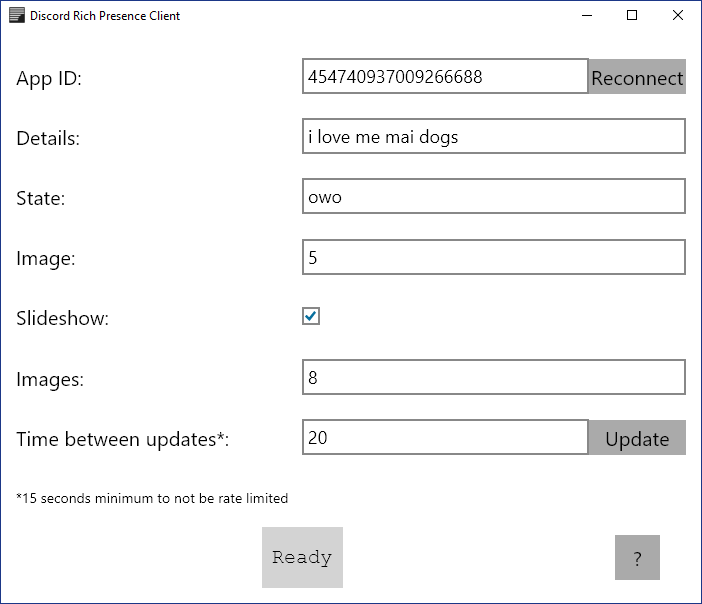 Discord Rich Presence Client
App ID: 454740937009266688 Reconnect
Details: i love me mai dogs
State: owo
Image: 5
Slideshow:
Images: 8
Time between updates*: 20 Update
*15 seconds minimum to not be rate limited
Ready ?